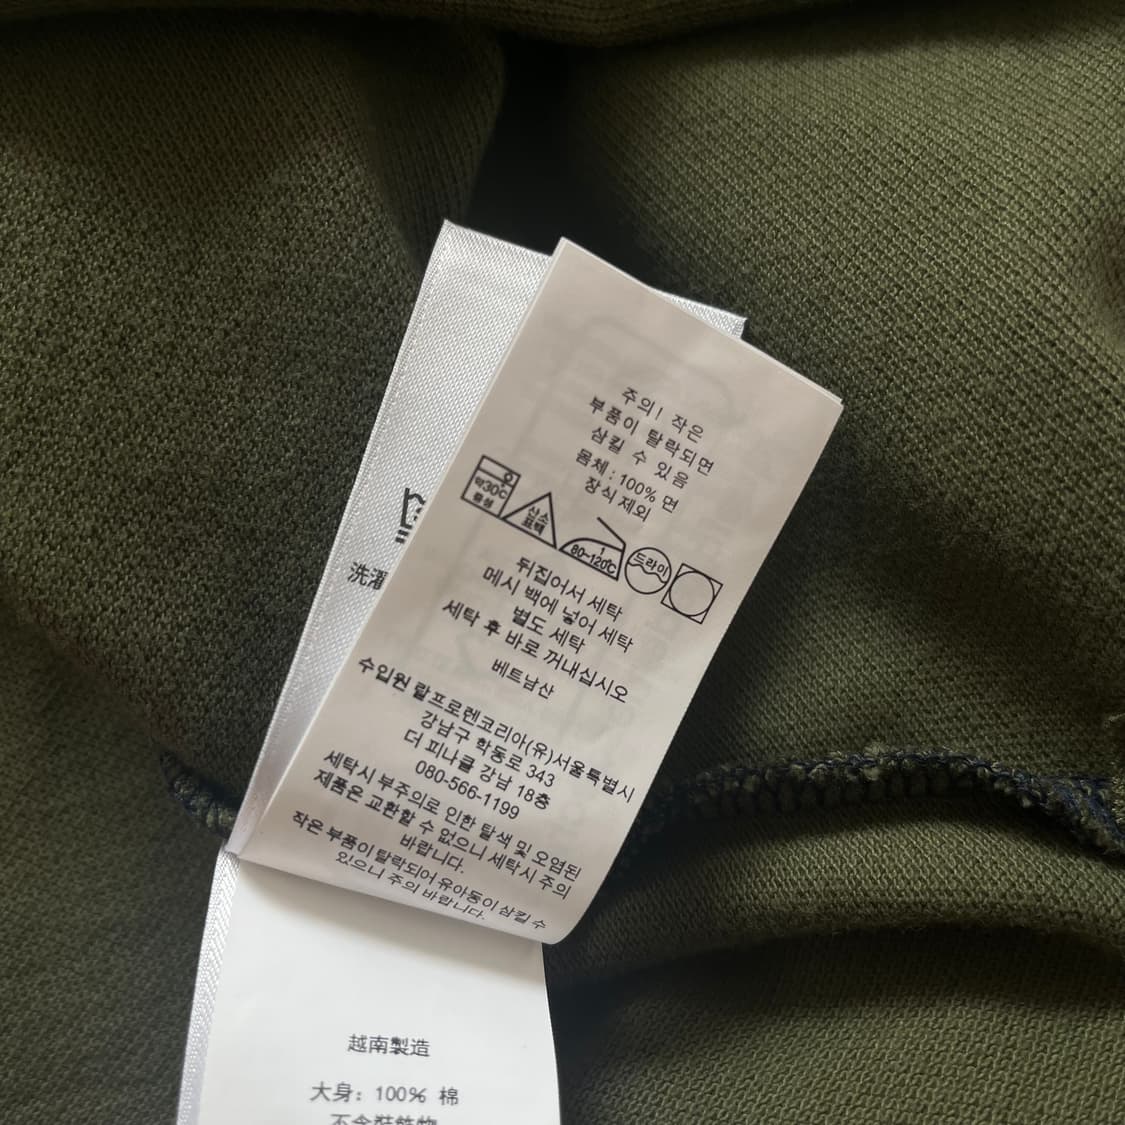 주의! 작은
부품이 탈락되면
삼킬 수 있음
몸체 : 100% 면
장식 제외
약30℃
중성
산소
표백
80~120℃
드라이
뒤집어서 세탁
메시 백에 넣어 세탁
별도 세탁
세탁 후 바로 꺼내십시오
베트남산
수입원 랄프로렌코리아(유)서울특별시
강남구 학동로 343
더 피나클 강남 18층
080-566-1199
세탁시 부주의로 인한 탈색 및 오염된
제품은 교환할 수 없으니 세탁시 주의
바랍니다.
작은 부품이 탈락되어 유아동이 삼킬 수
있으니 주의 바랍니다.
洗濯
越南製造
大身：100% 棉
不含裝飾物